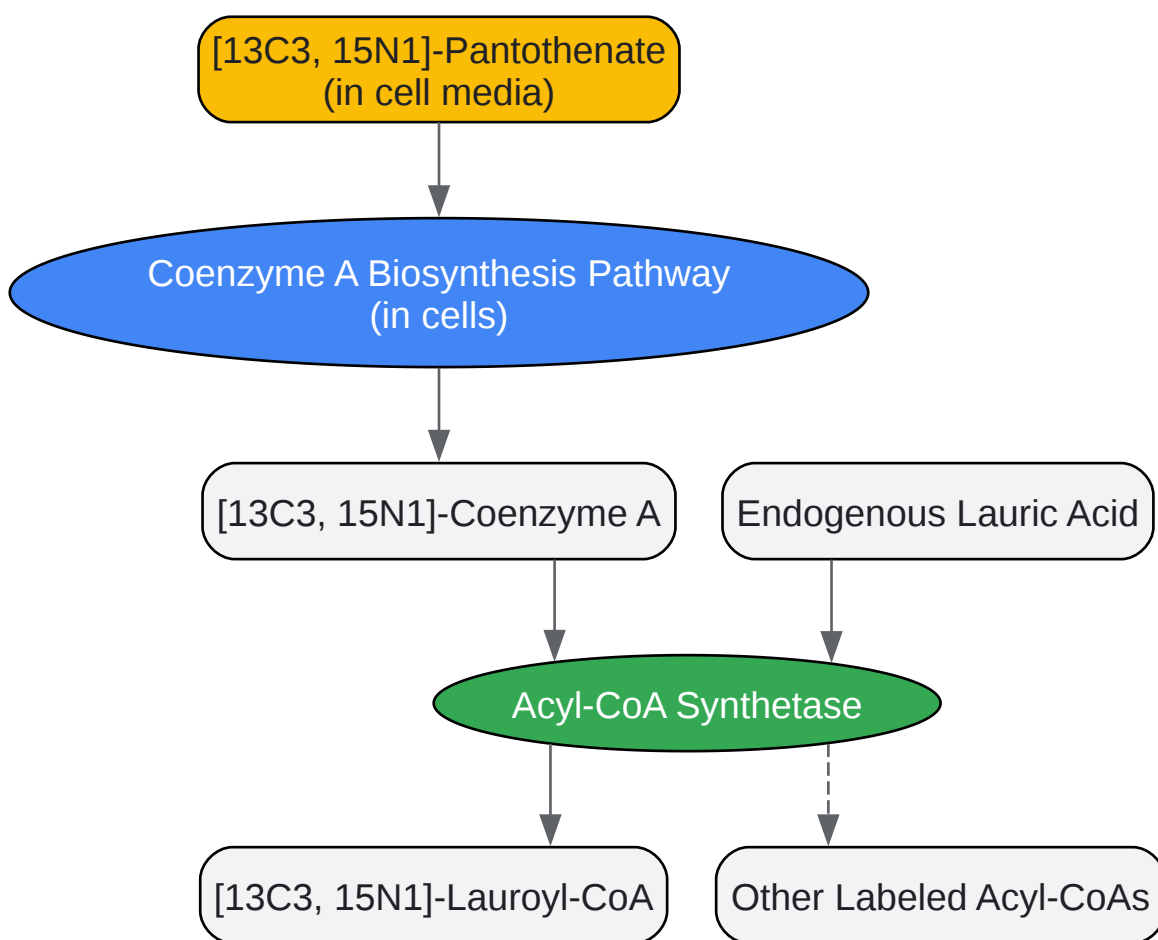 [13C3, 15N1]-Pantothenate
(in cell media)
Coenzyme A Biosynthesis Pathway
(in cells)
[13C3, 15N1]-Coenzyme A
Endogenous Lauric Acid
Acyl-CoA Synthetase
[13C3, 15N1]-Lauroyl-CoA
Other Labeled Acyl-CoAs